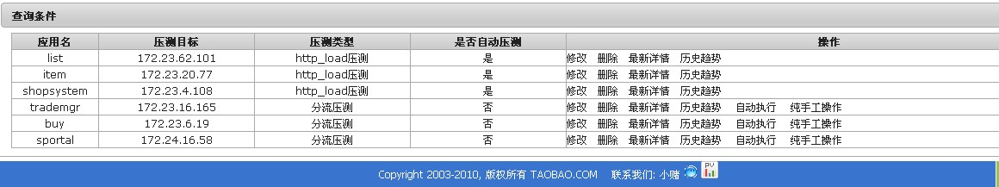 查询条件
应用名 压测目标 压测类型 是否自动压测 操作
list 172.23.62.101 http_load压测 是 修改 删除 最新详情 历史趋势
item 172.23.20.77 http_load压测 是 修改 删除 最新详情 历史趋势
shopsystem 172.23.4.108 http_load压测 是 修改 删除 最新详情 历史趋势
trademgr 172.23.16.165 分流压测 否 修改 删除 最新详情 历史趋势 自动执行 纯手工操作
buy 172.23.6.19 分流压测 否 修改 删除 最新详情 历史趋势 自动执行 纯手工操作
sportal 172.24.16.58 分流压测 否 修改 删除 最新详情 历史趋势 自动执行 纯手工操作
Copyright 2003-2010, 版权所有 TAOBAO.COM 联系我们: 小赌 PV